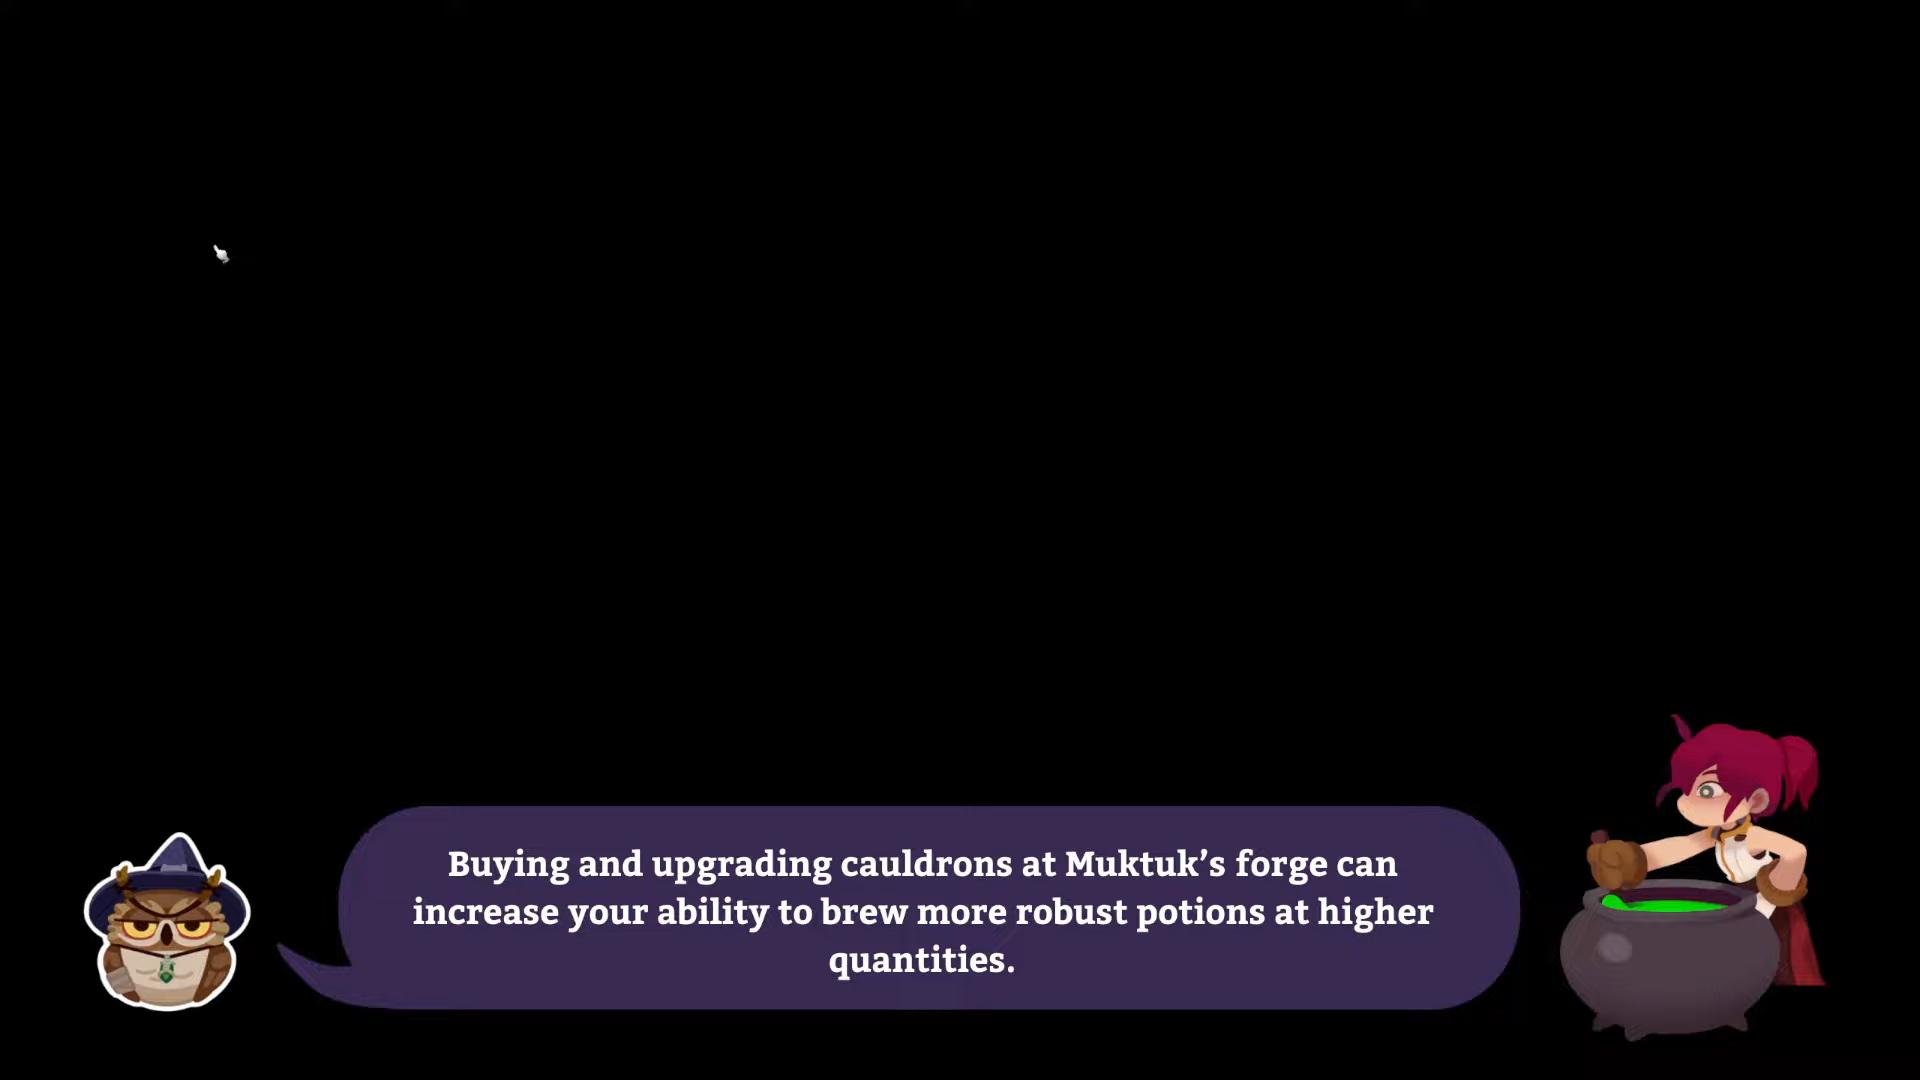 Buying and upgrading cauldrons at Muktuk’s forge can
increase your ability to brew more robust potions at higher
quantities.